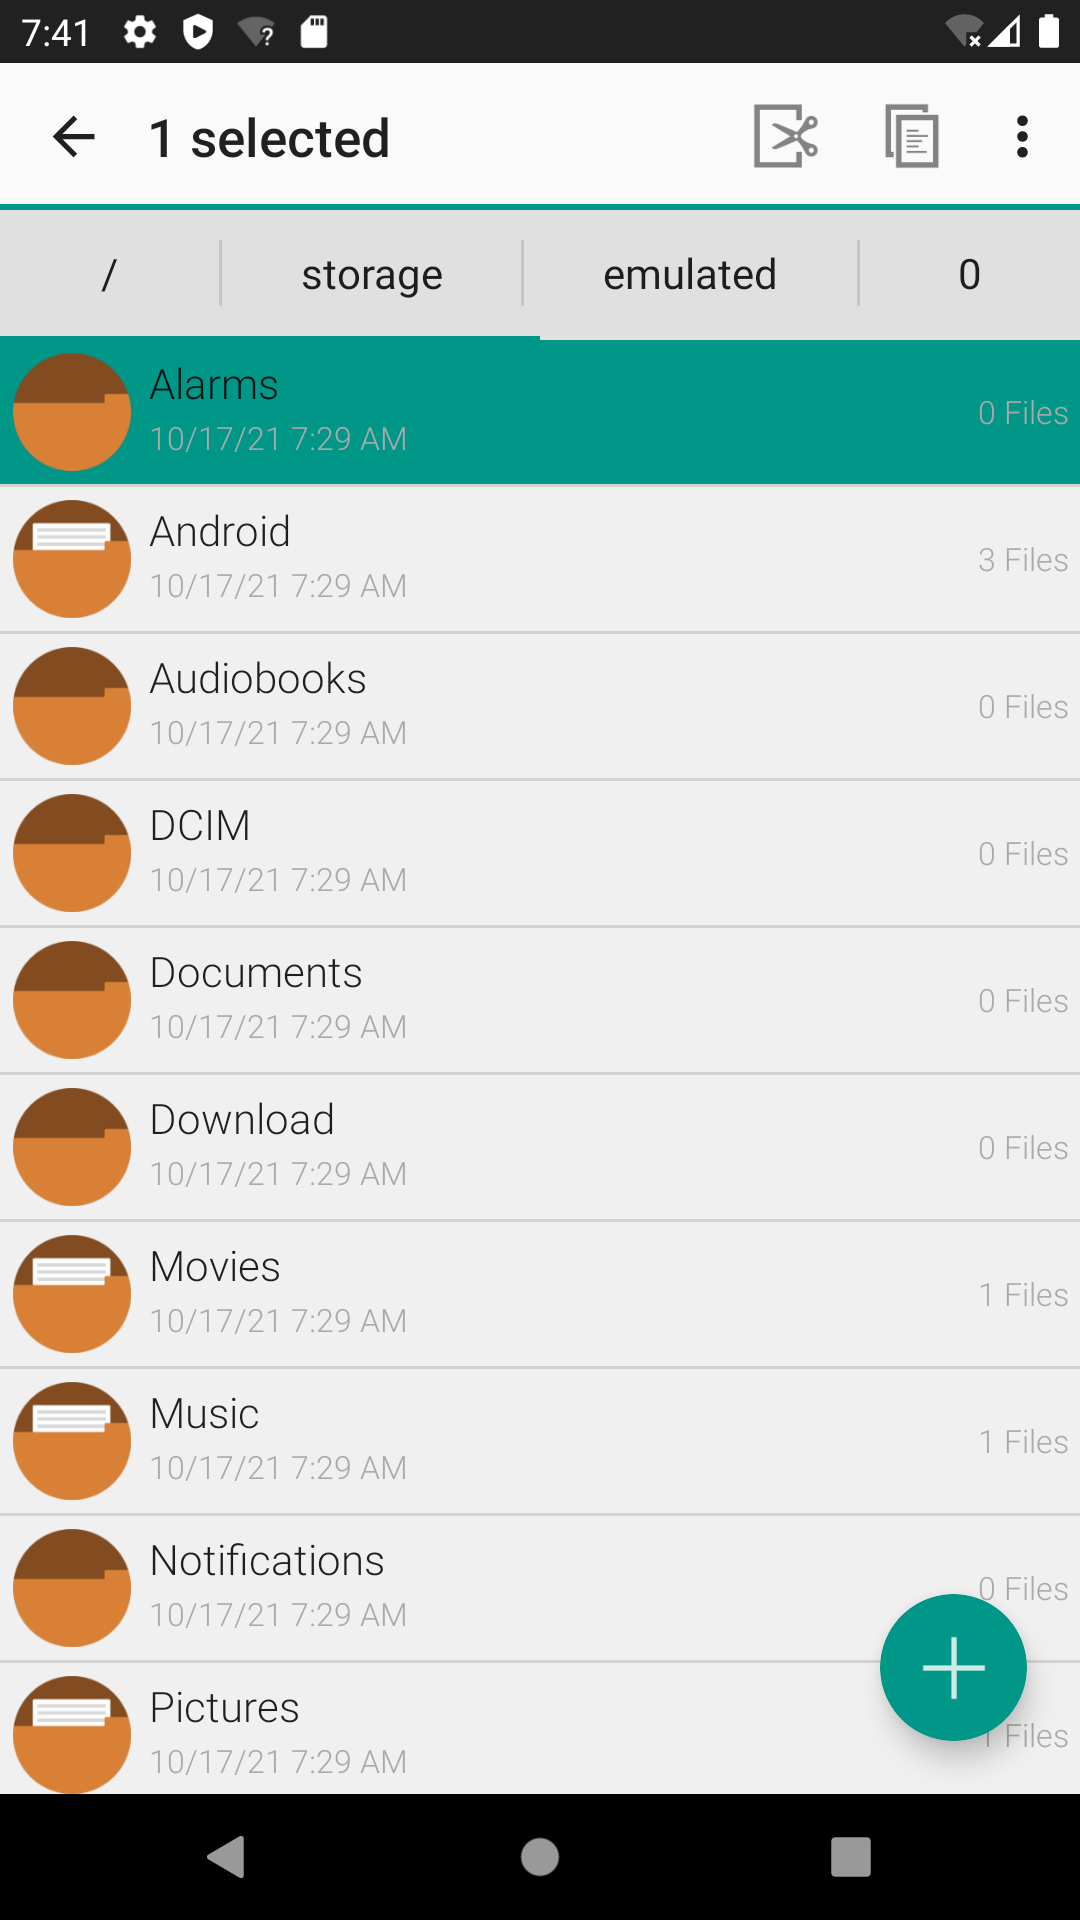 7:41
1 selected
/ storage emulated 0
Alarms
10/17/21 7:29 AM
0 Files
Android
10/17/21 7:29 AM
3 Files
Audiobooks
10/17/21 7:29 AM
0 Files
DCIM
10/17/21 7:29 AM
0 Files
Documents
10/17/21 7:29 AM
0 Files
Download
10/17/21 7:29 AM
0 Files
Movies
10/17/21 7:29 AM
1 Files
Music
10/17/21 7:29 AM
1 Files
Notifications
10/17/21 7:29 AM
0 Files
Pictures
10/17/21 7:29 AM
1 Files